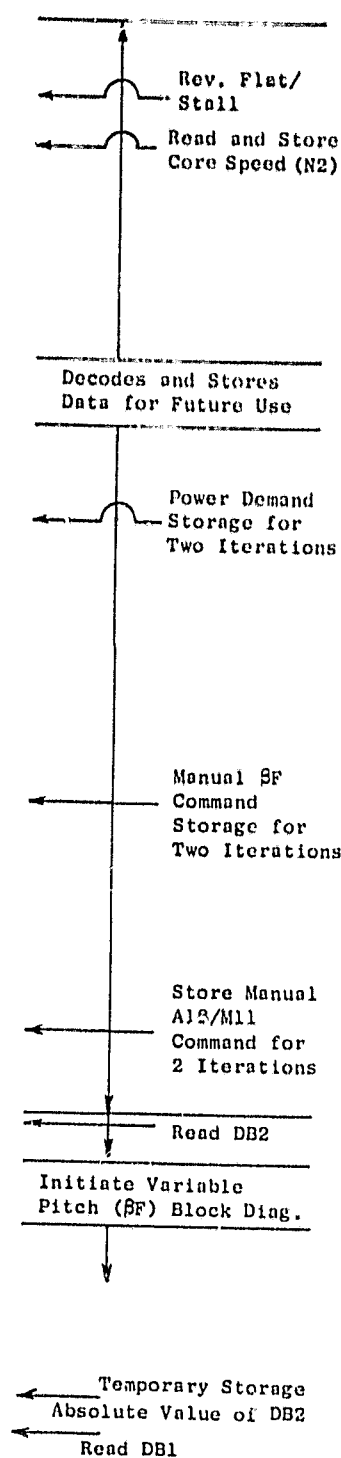 Rev. Flat/
Stall
Read and Store
Core Speed (N2)
Decodes and Stores
Data for Future Use
Power Demand
Storage for
Two Iterations
Manual βF
Command
Storage for
Two Iterations
Store Manual
A18/M11
Command for
2 Iterations
Read DB2
Initiate Variable
Pitch (βF) Block Diag.
Temporary Storage
Absolute Value of DB2
Read DB1